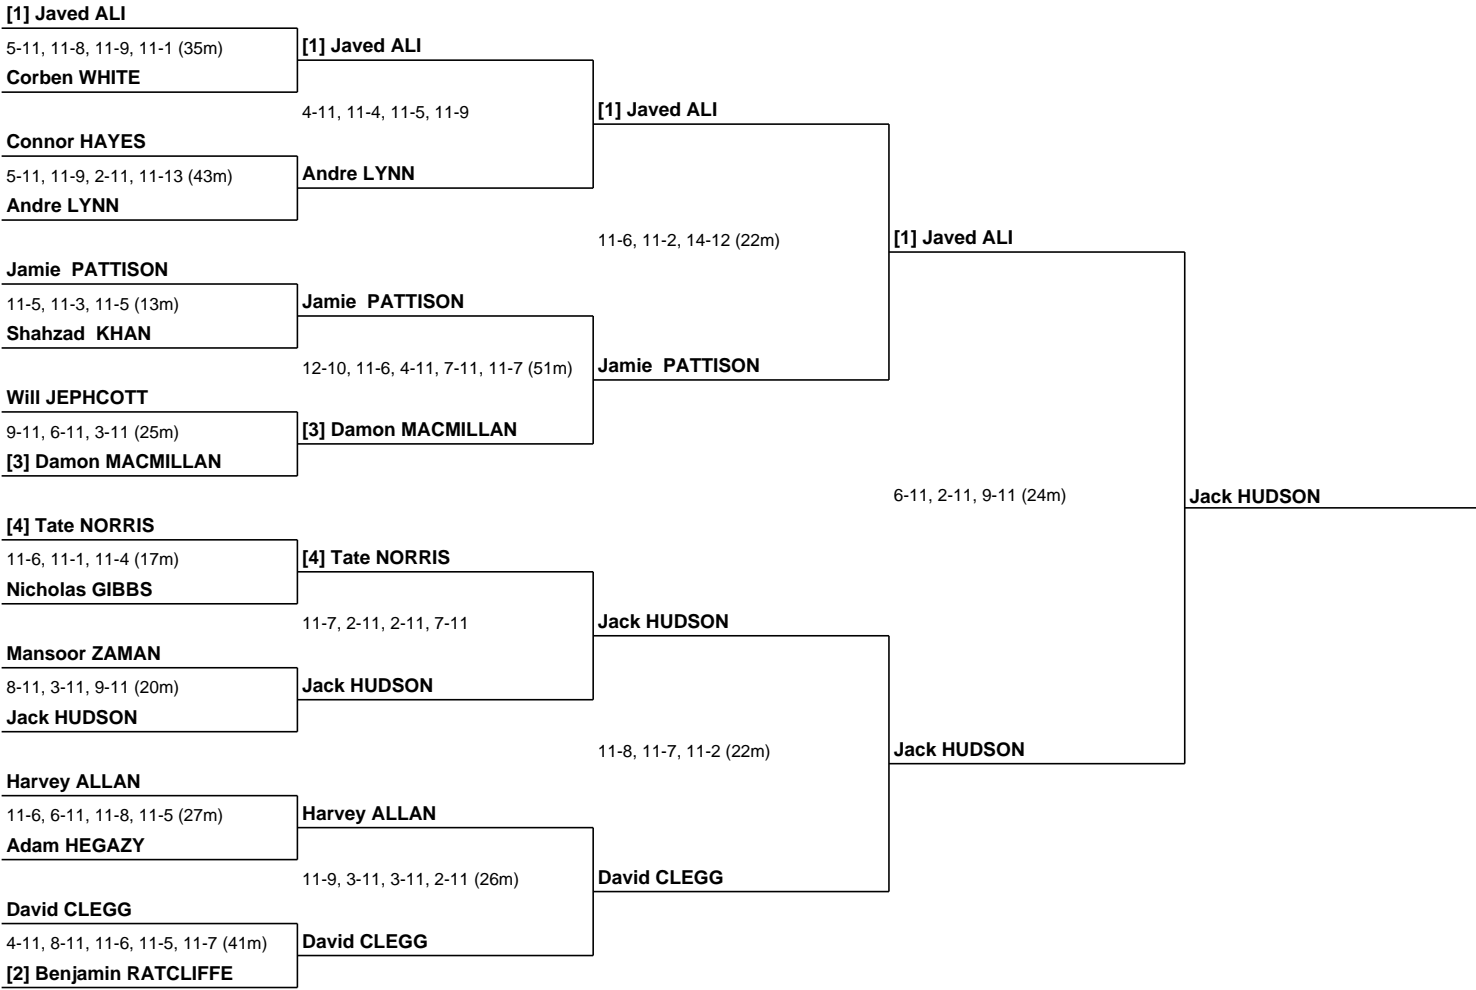 [1] Javed ALI
5-11, 11-8, 11-9, 11-1 (35m)
Corben WHITE
Connor HAYES
5-11, 11-9, 2-11, 11-13 (43m)
Andre LYNN
Jamie  PATTISON
11-5, 11-3, 11-5 (13m)
Shahzad  KHAN
Will JEPHCOTT
9-11, 6-11, 3-11 (25m)
[3] Damon MACMILLAN
[4] Tate NORRIS
11-6, 11-1, 11-4 (17m)
Nicholas GIBBS
Mansoor ZAMAN
8-11, 3-11, 9-11 (20m)
Jack HUDSON
Harvey ALLAN
11-6, 6-11, 11-8, 11-5 (27m)
Adam HEGAZY
David CLEGG
4-11, 8-11, 11-6, 11-5, 11-7 (41m)
[2] Benjamin RATCLIFFE
[1] Javed ALI
4-11, 11-4, 11-5, 11-9
Andre LYNN
Jamie  PATTISON
12-10, 11-6, 4-11, 7-11, 11-7 (51m)
[3] Damon MACMILLAN
[4] Tate NORRIS
11-7, 2-11, 2-11, 7-11
Jack HUDSON
Harvey ALLAN
11-9, 3-11, 3-11, 2-11 (26m)
David CLEGG
[1] Javed ALI
11-6, 11-2, 14-12 (22m)
Jamie  PATTISON
Jack HUDSON
11-8, 11-7, 11-2 (22m)
David CLEGG
[1] Javed ALI
6-11, 2-11, 9-11 (24m)
Jack HUDSON
Jack HUDSON